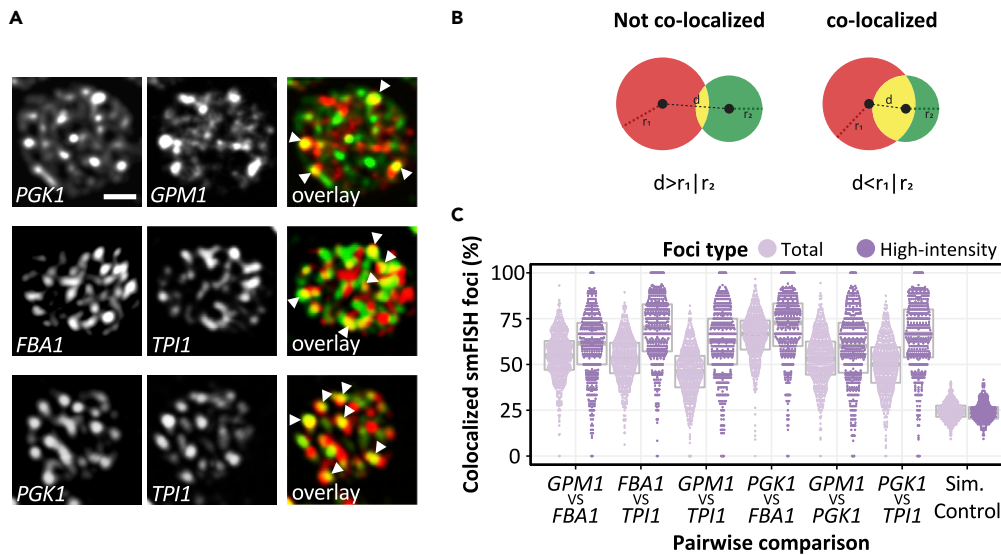 A
PGK1
GPM1
overlay
FBA1
TPI1
overlay
PGK1
TPI1
overlay
B
Not co-localized
co-localized
d
r₁
r₂
d
r₁
r₂
d>r₁|r₂
d<r₁|r₂
C
Foci type
Total
High-intensity
Colocalized smFISH foci (%)
100
75
50
25
0
GPM1
vs
FBA1
FBA1
vs
TPI1
GPM1
vs
TPI1
PGK1
vs
FBA1
GPM1
vs
PGK1
PGK1
vs
TPI1
Sim.
Control
Pairwise comparison